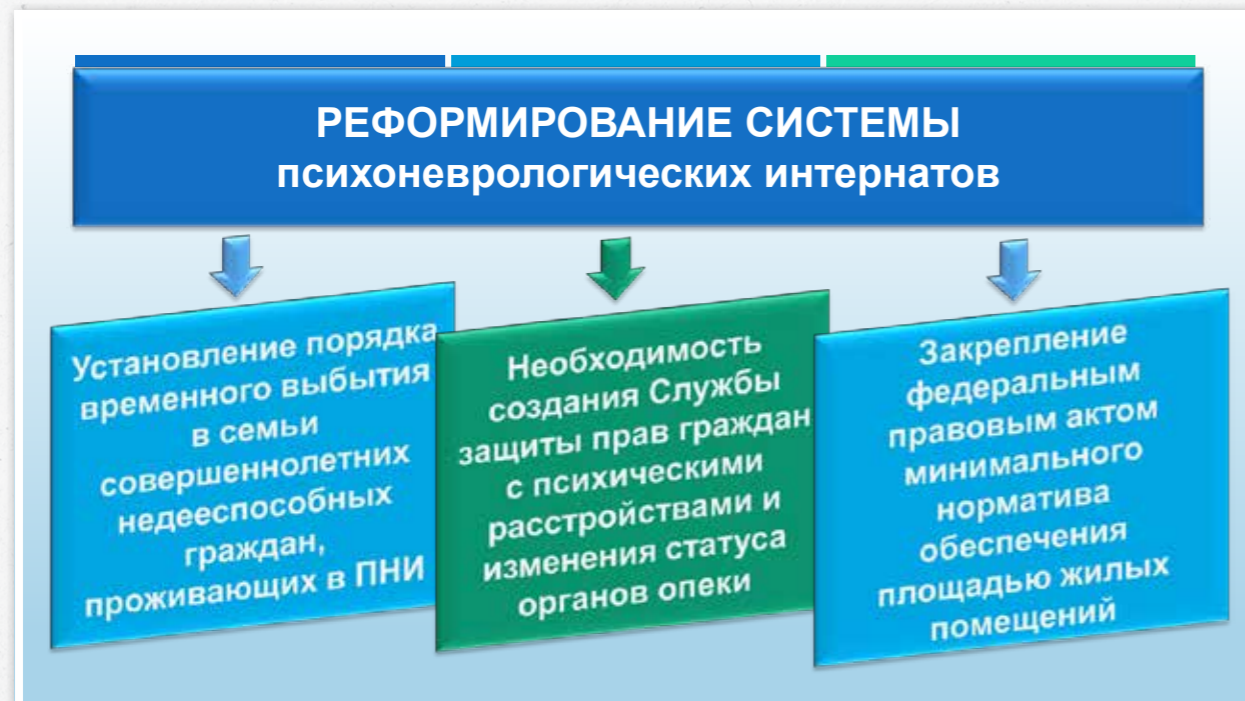 РЕФОРМИРОВАНИЕ СИСТЕМЫ
психоневрологических интернатов
Установление порядка
временного выбытия
в семьи
совершеннолетних
недееспособных
граждан,
проживающих в ПНИ
Необходимость
создания Службы
защиты прав граждан
с психическими
расстройствами и
изменения статуса
органов опеки
Закрепление
федеральным
правовым актом
минимального
норматива
обеспечения
площадью жилых
помещений